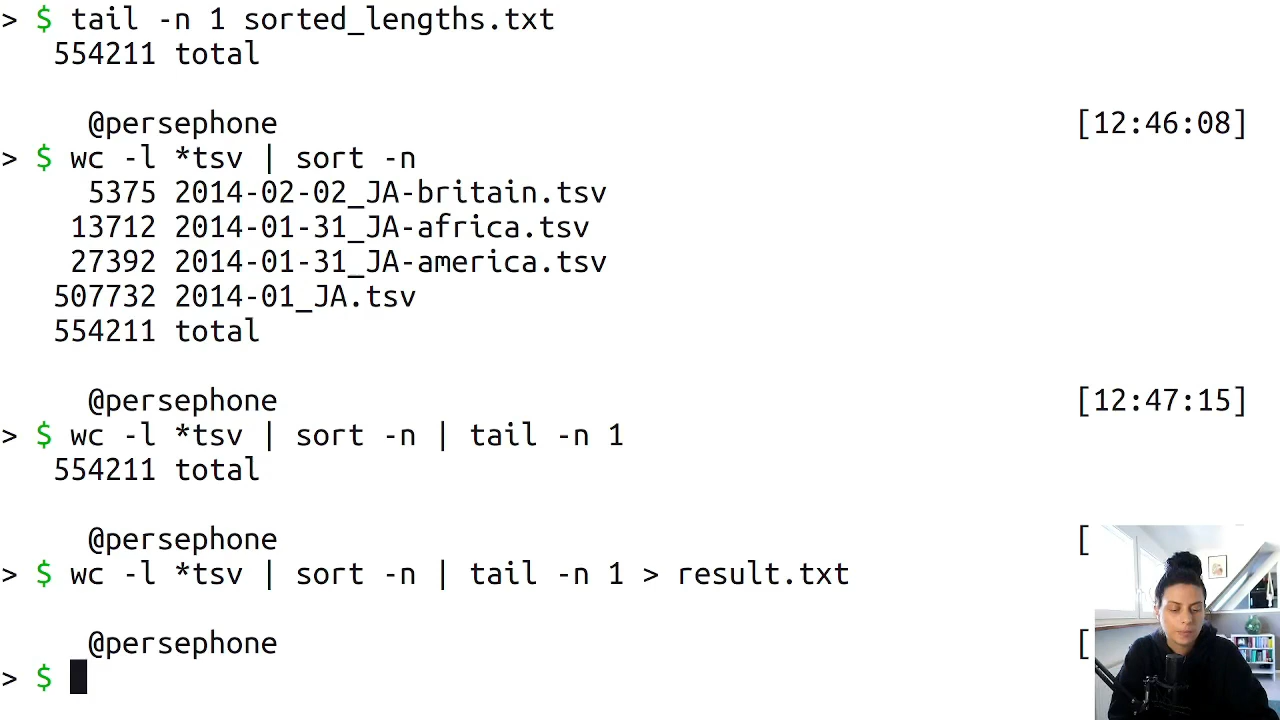 > $ tail -n 1 sorted_lengths.txt
554211 total
@persephone [12:46:08]
> $ wc -l *tsv | sort -n
5375 2014-02-02_JA-britain.tsv
13712 2014-01-31_JA-africa.tsv
27392 2014-01-31_JA-america.tsv
507732 2014-01_JA.tsv
554211 total
@persephone [12:47:15]
> $ wc -l *tsv | sort -n | tail -n 1
554211 total
@persephone [
> $ wc -l *tsv | sort -n | tail -n 1 > result.txt
@persephone [
> $